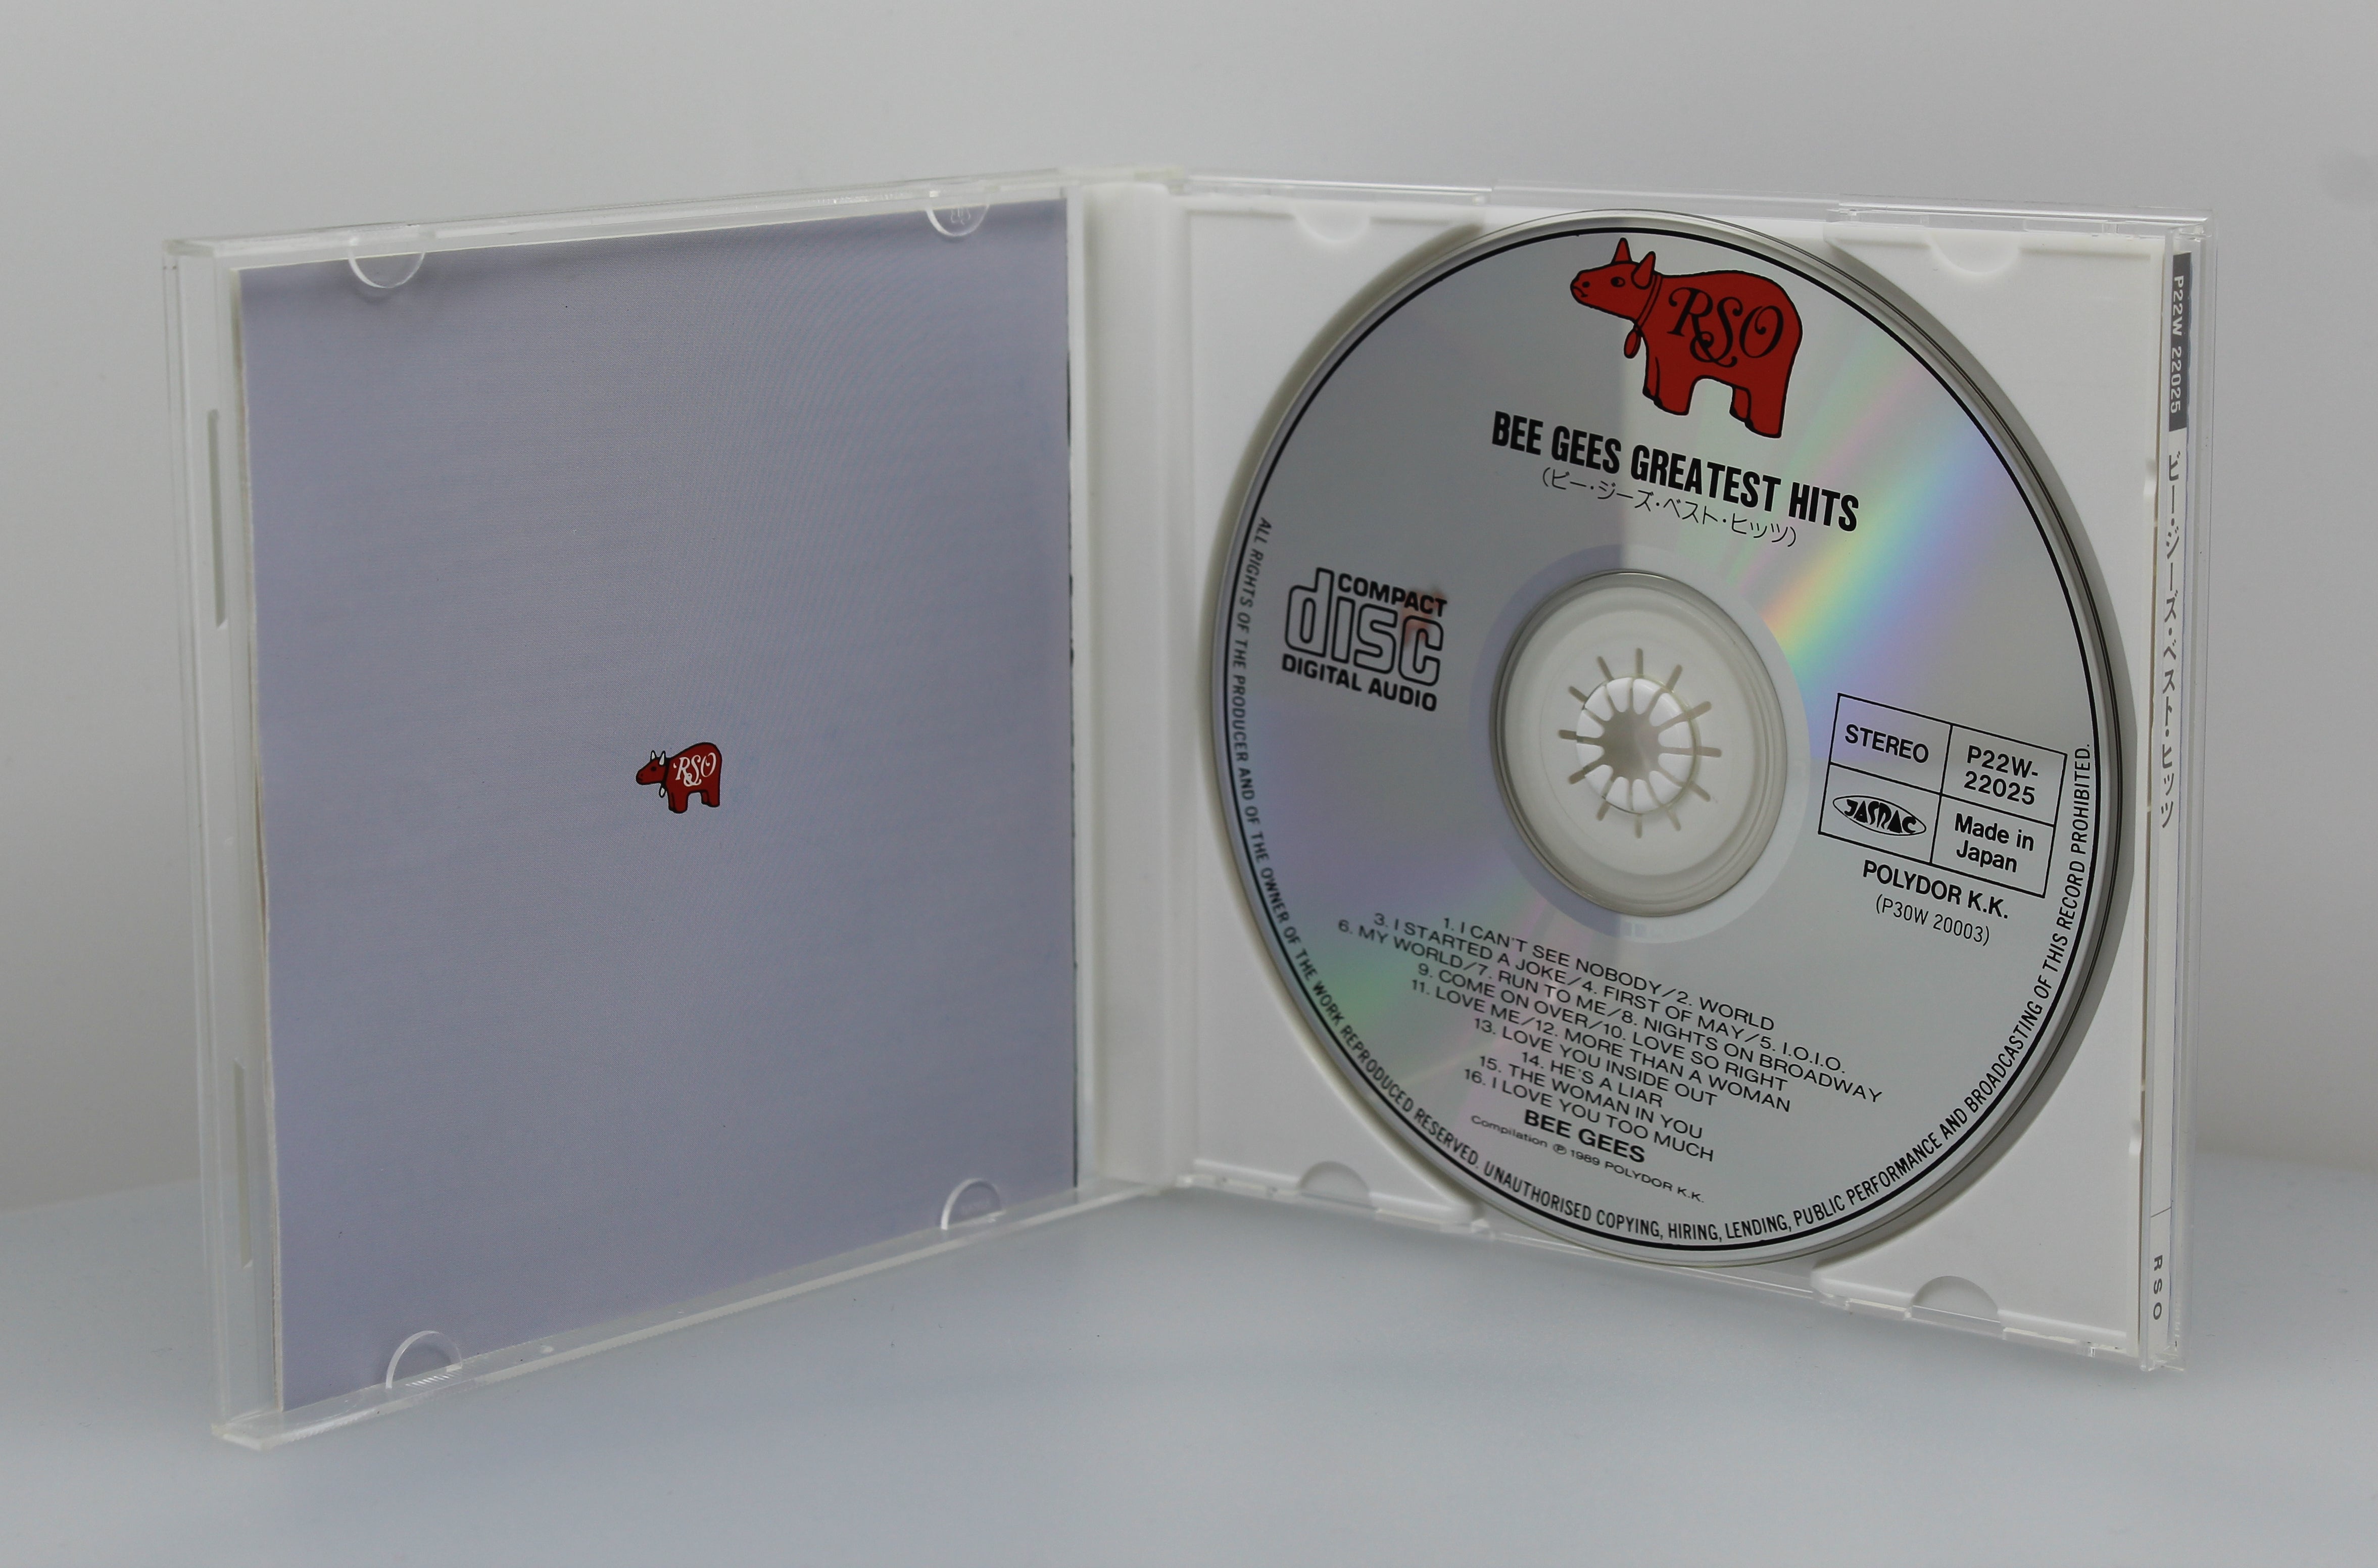 RSO
RSO
BEE GEES GREATEST HITS
(ビー・ジーズ・ベスト・ヒッツ)
COMPACT
disc
DIGITAL AUDIO
STEREO
P22W-
22025
JASRAC
Made in
Japan
POLYDOR K.K.
(P30W 20003)
1. I CAN'T SEE NOBODY/2. WORLD
3. I STARTED A JOKE/4. FIRST OF MAY/5. I.O.I.O.
6. MY WORLD/7. RUN TO ME/8. NIGHTS ON BROADWAY
9. COME ON OVER/10. LOVE SO RIGHT
11. LOVE ME/12. MORE THAN A WOMAN
13. LOVE YOU INSIDE OUT
14. HE'S A LIAR
15. THE WOMAN IN YOU
16. I LOVE YOU TOO MUCH
BEE GEES
Compilation Ⓟ 1989 POLYDOR K.K.
ALL RIGHTS OF THE PRODUCER AND OF THE OWNER OF THE WORK REPRODUCED RESERVED. UNAUTHORISED COPYING, HIRING, LENDING, PUBLIC PERFORMANCE AND BROADCASTING OF THIS RECORD PROHIBITED.
P22W 22025 ビー・ジーズ・ベスト・ヒッツ RSO